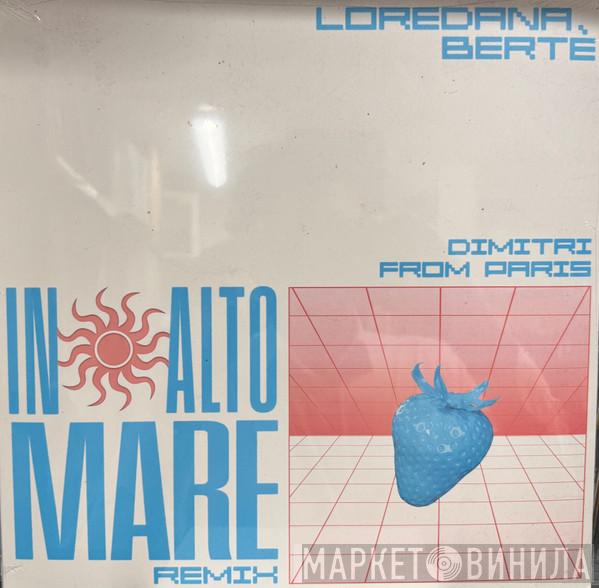 LOREDANA
BERTÈ
DIMITRI
FROM PARIS
IN ALTO
MARE
REMIX
МАРКЕТ ВИНИЛА